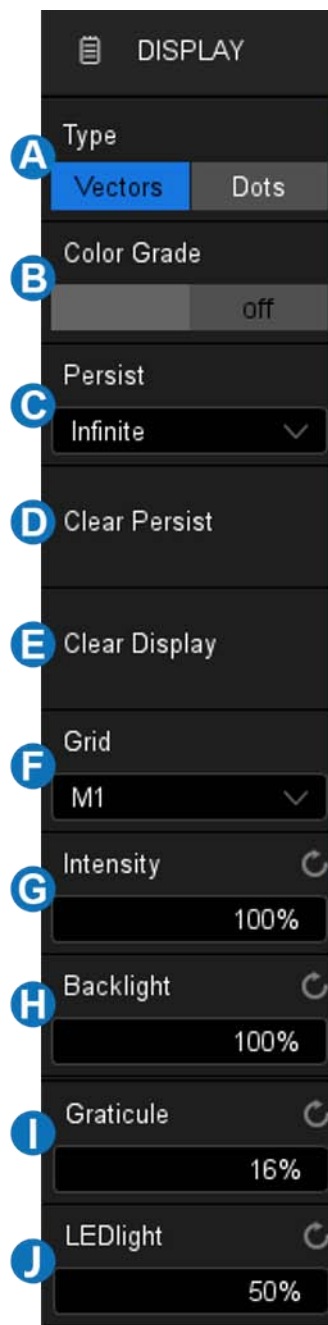 DISPLAY
A
Type
Vectors Dots
B
Color Grade
off
C
Persist
Infinite
D
Clear Persist
E
Clear Display
F
Grid
M1
G
Intensity
100%
H
Backlight
100%
I
Graticule
16%
J
LEDlight
50%